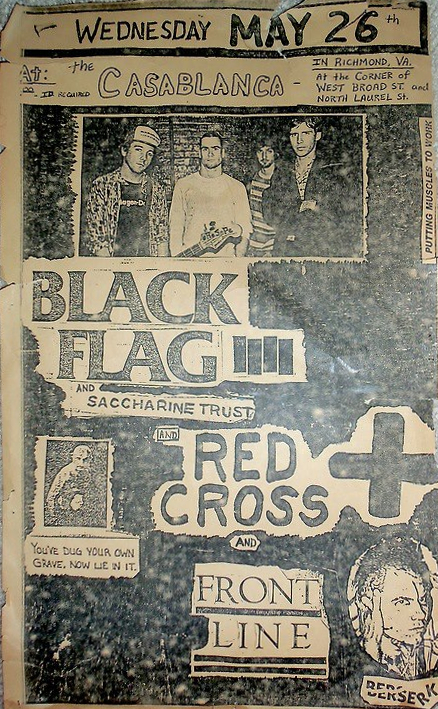 WEDNESDAY MAY 26th
At: the CASABLANCA -
I.D. REQUIRED
IN RICHMOND, VA.
At the CORNER of
WEST BROAD ST. and
NORTH LAUREL St.
PUTTING MUSCLES TO WORK
BLACK
FLAG
AND
SACCHARINE TRUST
AND
RED
CROSS
AND
YOU'VE DUG YOUR OWN
GRAVE, NOW LIE IN IT.
FRONT
LINE
BERSERK